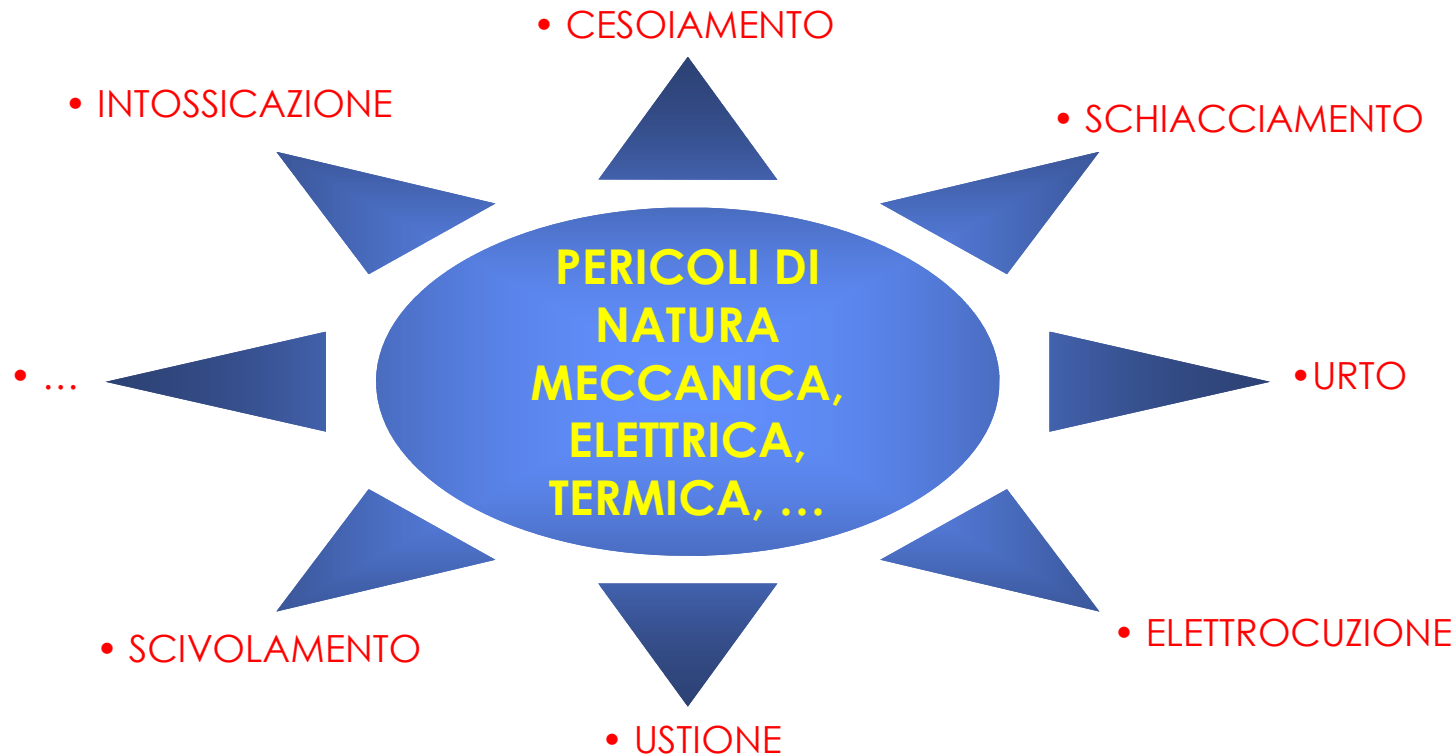 • CESOIAMENTO
• INTOSSICAZIONE
• SCHIACCIAMENTO
PERICOLI DI
NATURA
MECCANICA,
ELETTRICA,
TERMICA, ...
• ...
•URTO
• SCIVOLAMENTO
• ELETTROCUZIONE
• USTIONE